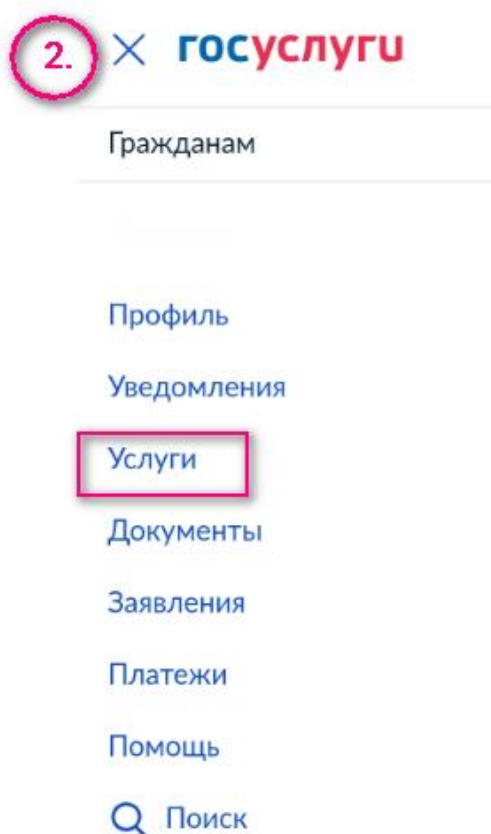 2. госуслуги
Гражданам
Профиль
Уведомления
Услуги
Документы
Заявления
Платежи
Помощь
Поиск